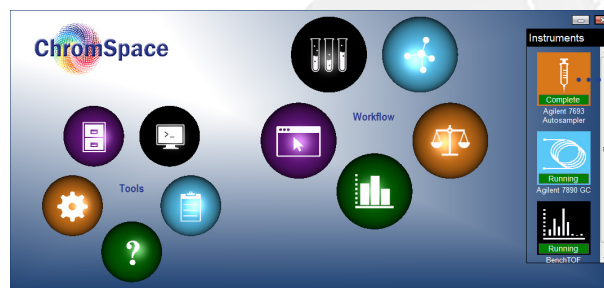 ChromSpace
Instruments
Complete
Agilent 7693
Autosampler
Workflow
Running
Agilent 7890 GC
Tools
>_
?
Running
BenchTOF